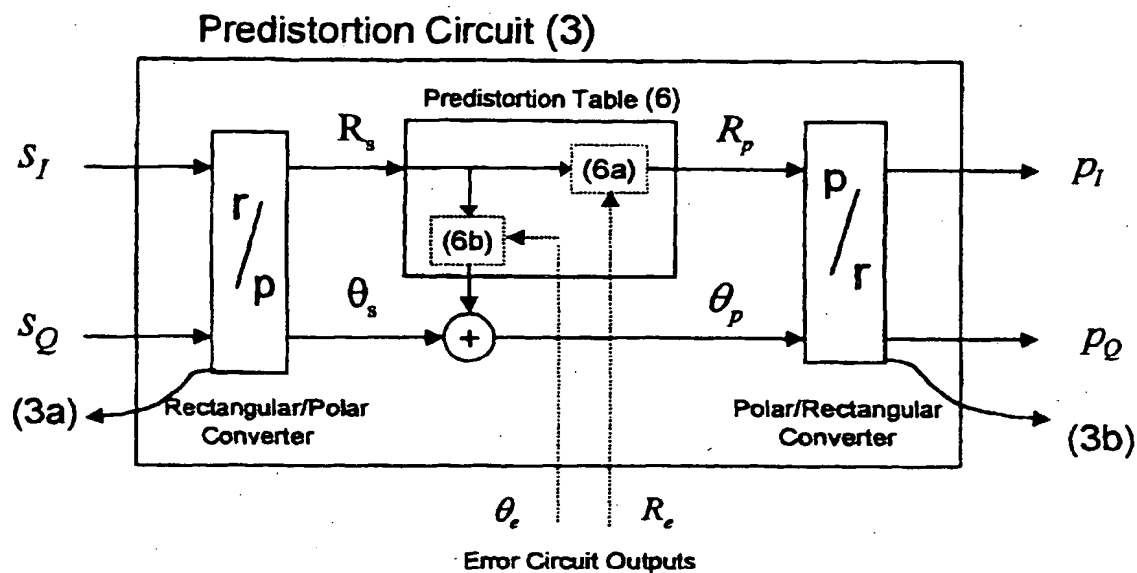 Predistortion Circuit (3)
Predistortion Table (6)
s_I
R_s
(6a)
R_p
p_I
r/p
(6b)
p/r
s_Q
θ_s
+
θ_p
p_Q
(3a)
Rectangular/Polar
Converter
Polar/Rectangular
Converter
(3b)
θ_e
R_e
Error Circuit Outputs